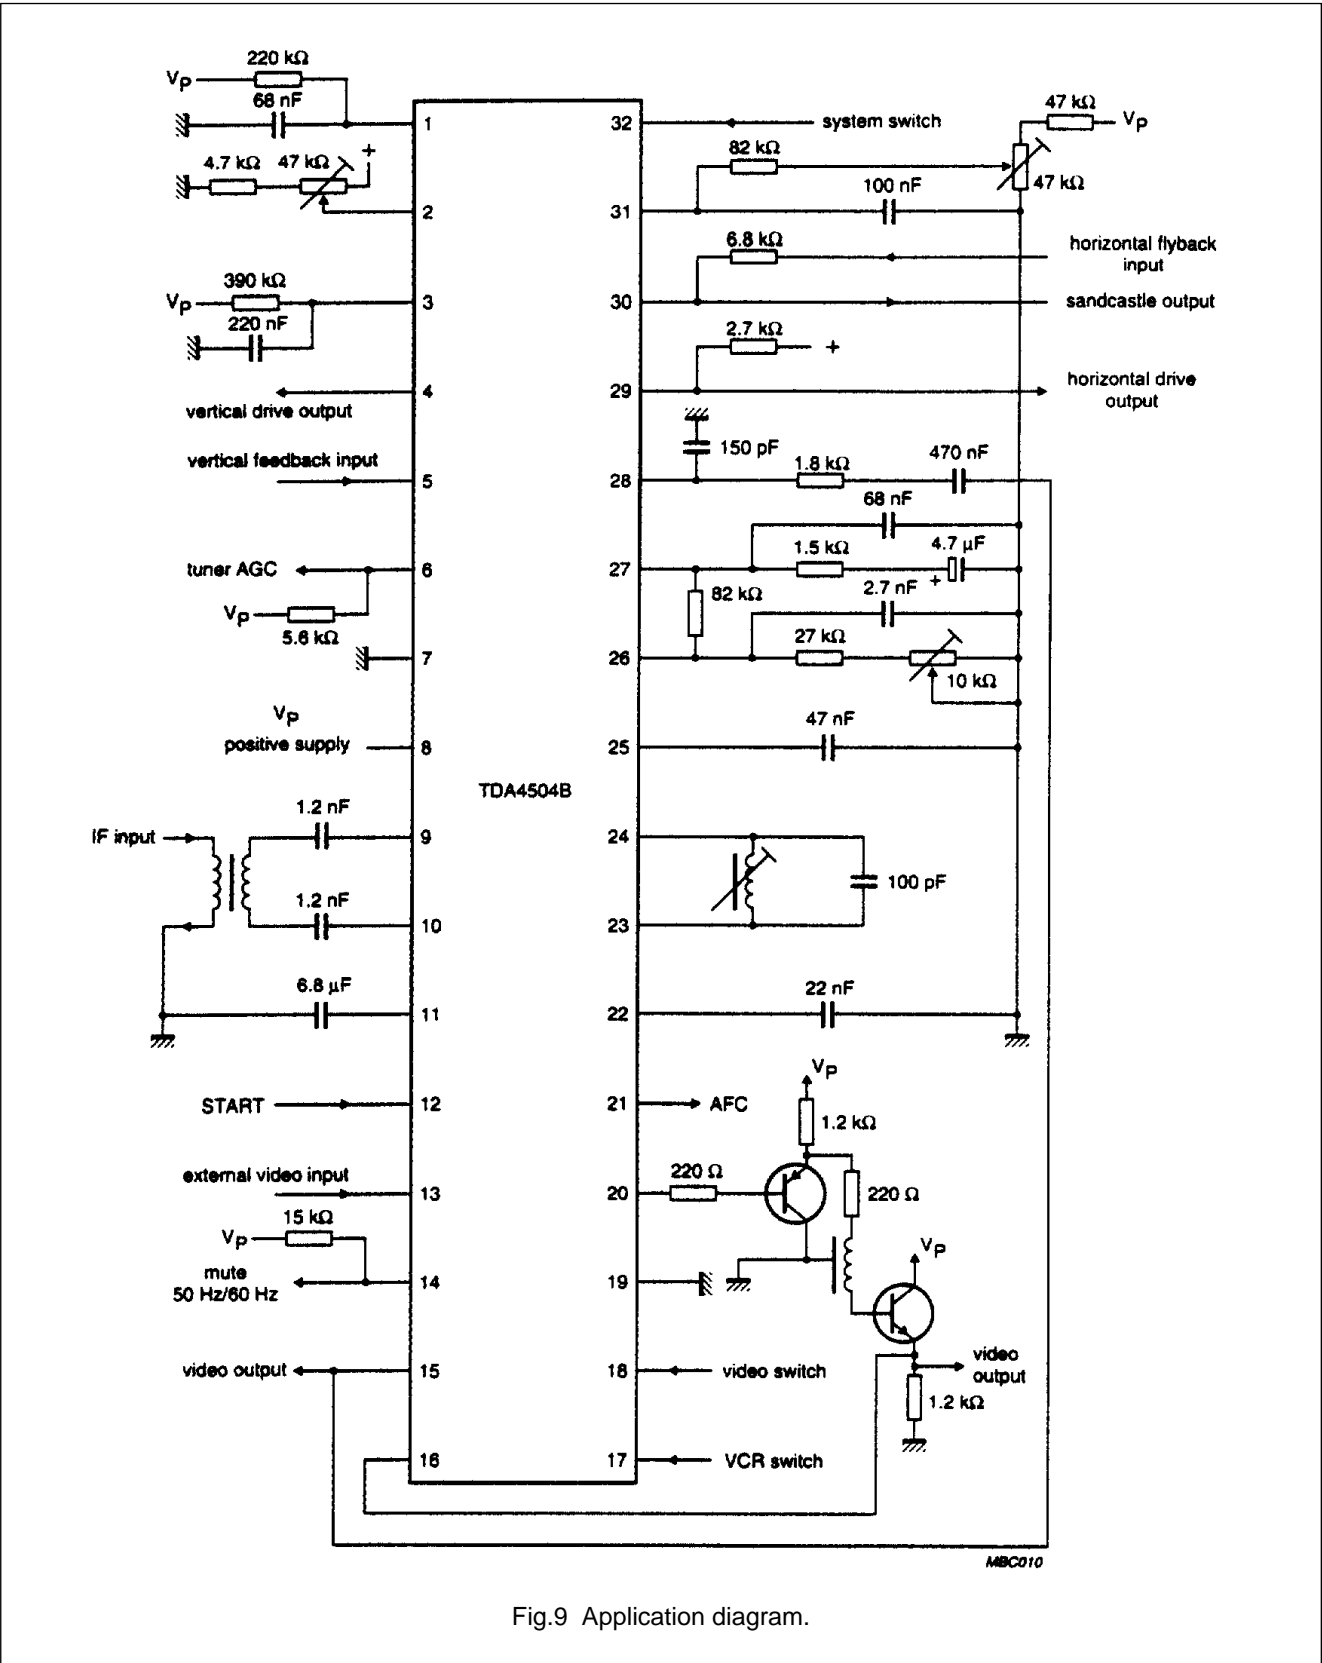 220 kΩ
VP
68 nF
1
4.7 kΩ
47 kΩ
+
2
390 kΩ
VP
220 nF
3
4
vertical drive output
vertical feedback input
5
tuner AGC
6
VP
5.6 kΩ
7
VP
positive supply
8
TDA4504B
1.2 nF
IF input
9
1.2 nF
10
6.8 µF
11
START
12
external video input
13
15 kΩ
VP
mute
50 Hz/60 Hz
14
video output
15
16
32
system switch
47 kΩ
VP
82 kΩ
47 kΩ
100 nF
31
6.8 kΩ
horizontal flyback
input
30
sandcastle output
2.7 kΩ
+
29
horizontal drive
output
150 pF
28
1.8 kΩ
470 nF
68 nF
27
1.5 kΩ
4.7 µF
+
82 kΩ
2.7 nF
26
27 kΩ
10 kΩ
47 nF
25
24
100 pF
23
22 nF
22
VP
21
AFC
1.2 kΩ
220 Ω
20
220 Ω
VP
19
18
video switch
video
output
1.2 kΩ
17
VCR switch
MBC010
Fig.9 Application diagram.